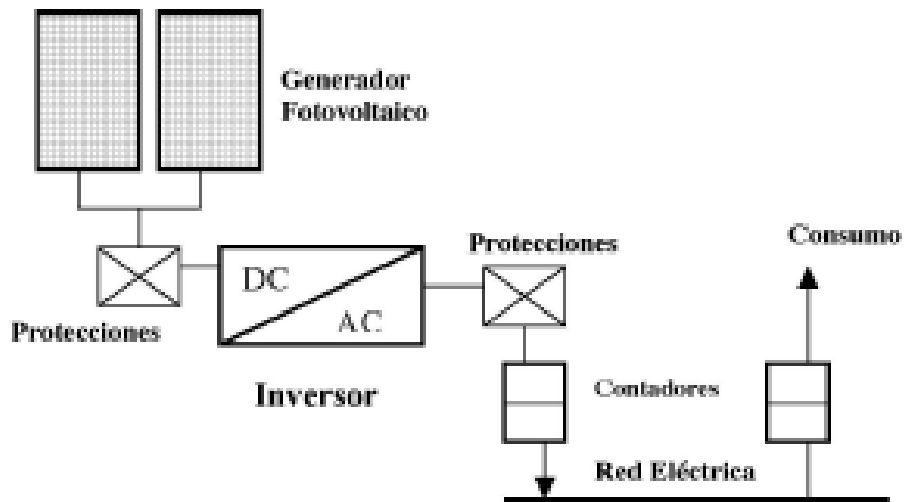 Generador
Fotovoltaico
Protecciones
Consumo
DC
AC
Protecciones
Inversor
Contadores
Red Eléctrica